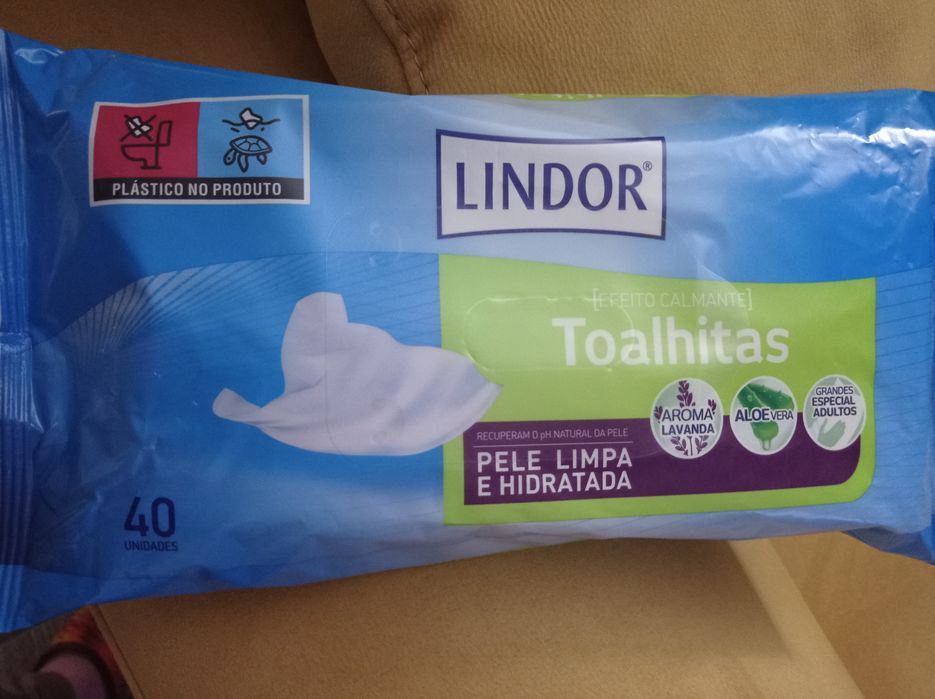 PLÁSTICO NO PRODUTO
LINDOR®
[EFEITO CALMANTE]
Toalhitas
AROMA
LAVANDA
ALOE VERA
GRANDES
ESPECIAL
ADULTOS
RECUPERAM O pH NATURAL DA PELE
PELE LIMPA
E HIDRATADA
40
UNIDADES